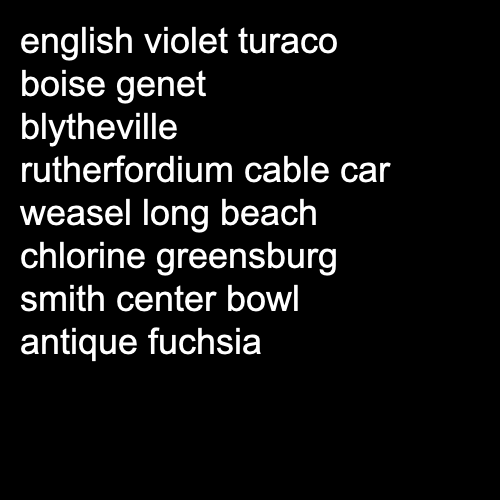 english violet turaco
boise genet
blytheville
rutherfordium cable car
weasel long beach
chlorine greensburg
smith center bowl
antique fuchsia